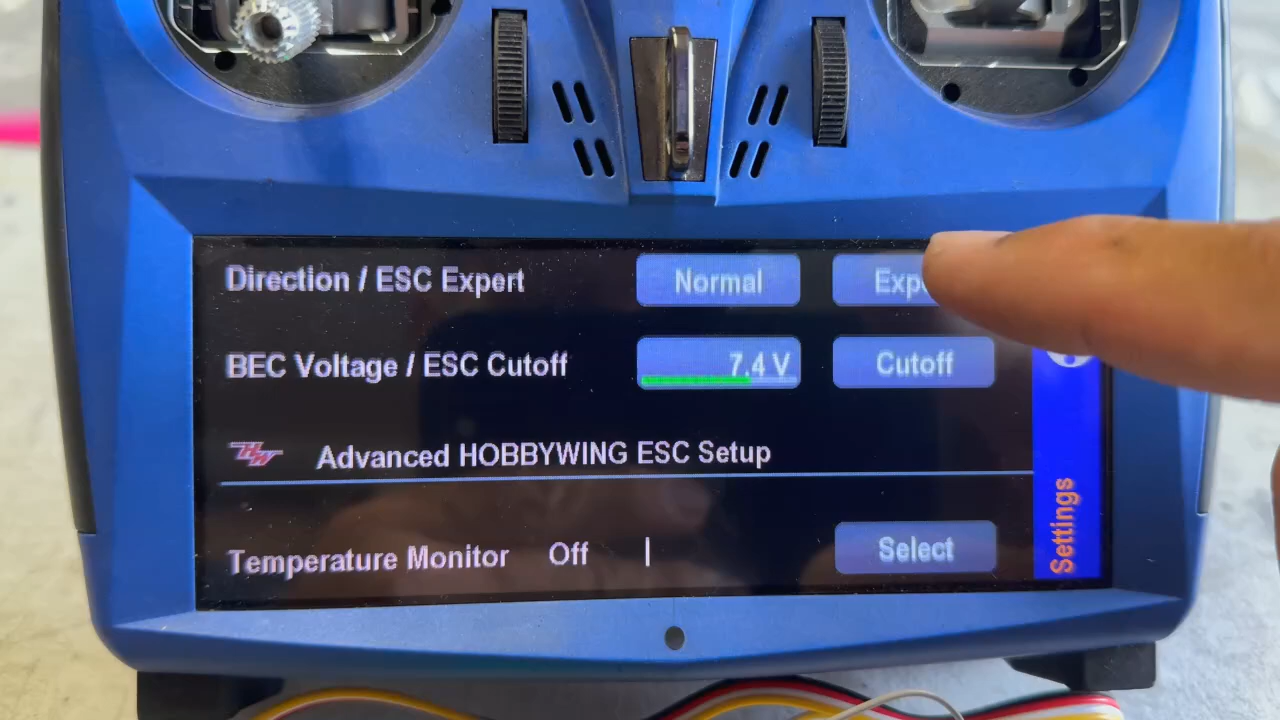 Direction / ESC Expert Normal
BEC Voltage / ESC Cutoff 7.4 V Cutoff
HW Advanced HOBBYWING ESC Setup
Temperature Monitor Off Select
Settings